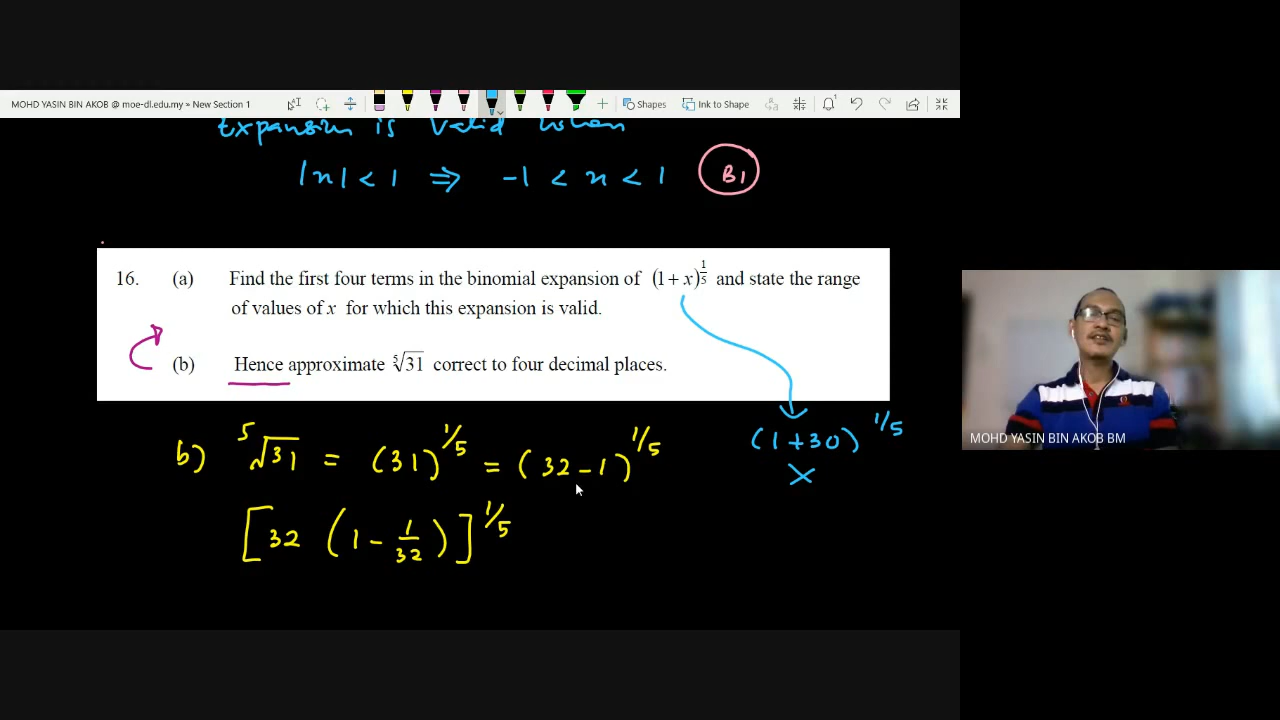 MOHD YASIN BIN AKOB @ moe-dl.edu.my » New Section 1
Shapes
Ink to Shape
Expansion is valid when
|x| < 1 ⇒ -1 < x < 1 B1
16. (a) Find the first four terms in the binomial expansion of (1 + x)^{1/5} and state the range
of values of x for which this expansion is valid.
(b) Hence approximate ⁵√31 correct to four decimal places.
(1+30)^{1/5}
X
b) ⁵√31 = (31)^{1/5} = (32-1)^{1/5}
[32 (1 - 1/32)]^{1/5}
MOHD YASIN BIN AKOB BM